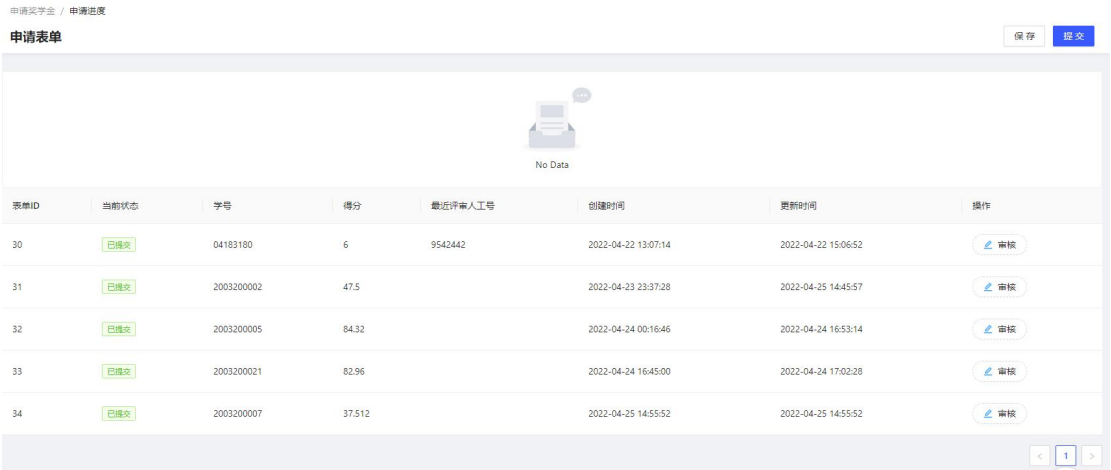 申请奖学金 / 申请进度
申请表单
保存 提交
No Data
表单ID 当前状态 学号 得分 最近评审人工号 创建时间 更新时间 操作
30 已提交 04183180 6 9542442 2022-04-22 13:07:14 2022-04-22 15:06:52 审核
31 已提交 2003200002 47.5 2022-04-23 23:37:28 2022-04-25 14:45:57 审核
32 已提交 2003200005 84.32 2022-04-24 00:16:46 2022-04-24 16:53:14 审核
33 已提交 2003200021 82.96 2022-04-24 16:45:00 2022-04-24 17:02:28 审核
34 已提交 2003200007 37.512 2022-04-25 14:55:52 2022-04-25 14:55:52 审核
< 1 >